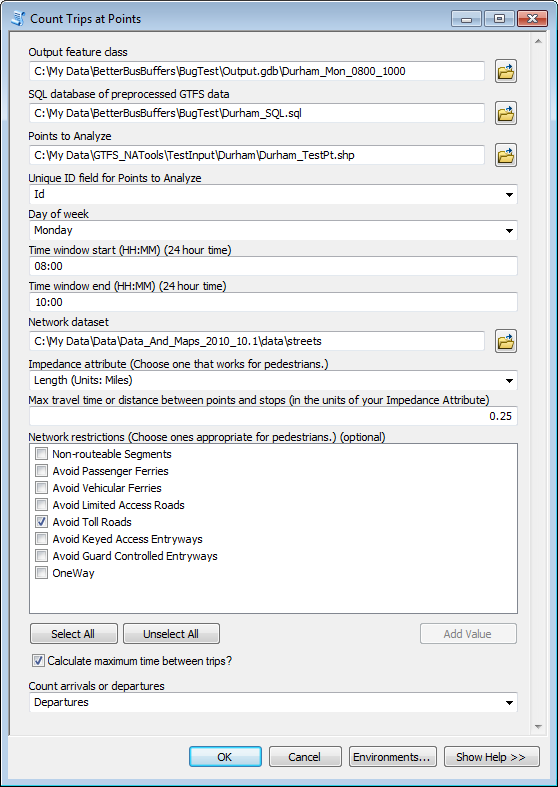 Count Trips at Points
Output feature class
C:\My Data\BetterBusBuffers\BugTest\Output.gdb\Durham_Mon_0800_1000
SQL database of preprocessed GTFS data
C:\My Data\BetterBusBuffers\BugTest\Durham_SQL.sql
Points to Analyze
C:\My Data\GTFS_NATools\TestInput\Durham\Durham_TestPt.shp
Unique ID field for Points to Analyze
Id
Day of week
Monday
Time window start (HH:MM) (24 hour time)
08:00
Time window end (HH:MM) (24 hour time)
10:00
Network dataset
C:\My Data\Data\Data_And_Maps_2010_10.1\data\streets
Impedance attribute (Choose one that works for pedestrians.)
Length (Units: Miles)
Max travel time or distance between points and stops (in the units of your Impedance Attribute)
0.25
Network restrictions (Choose ones appropriate for pedestrians.) (optional)
Non-routeable Segments
Avoid Passenger Ferries
Avoid Vehicular Ferries
Avoid Limited Access Roads
Avoid Toll Roads
Avoid Keyed Access Entryways
Avoid Guard Controlled Entryways
OneWay
Select All Unselect All Add Value
Calculate maximum time between trips?
Count arrivals or departures
Departures
OK Cancel Environments... Show Help >>